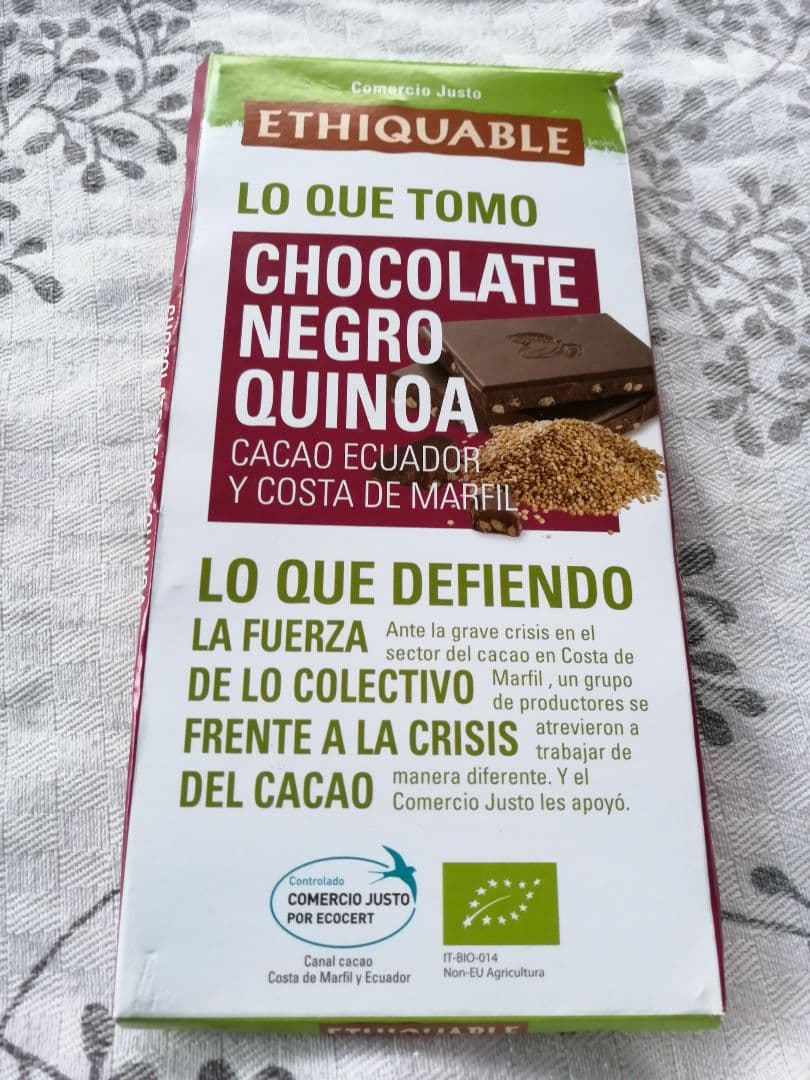 Comercio Justo
ETHIQUABLE
LO QUE TOMO
CHOCOLATE
NEGRO
QUINOA
CACAO ECUADOR
Y COSTA DE MARFIL
LO QUE DEFIENDO
LA FUERZA
DE LO COLECTIVO
FRENTE A LA CRISIS
DEL CACAO
Ante la grave crisis en el
sector del cacao en Costa de
Marfil , un grupo
de productores se
atrevieron a
trabajar de
manera diferente. Y el
Comercio Justo les apoyó.
Controlado
COMERCIO JUSTO
POR ECOCERT
Canal cacao
Costa de Marfil y Ecuador
IT-BIO-014
Non-EU Agricultura
ETHIQUABLE